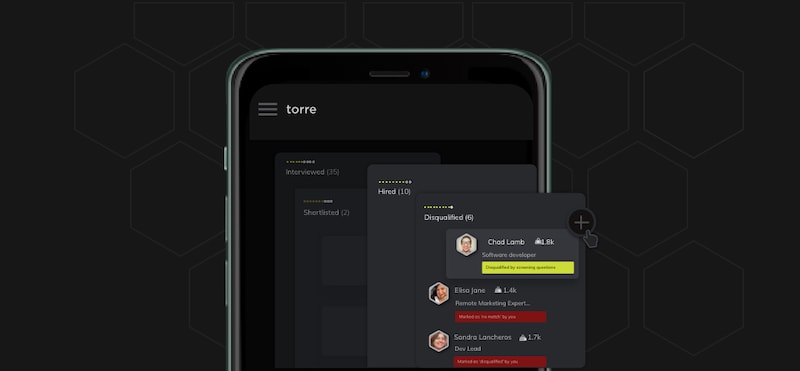 torre
Interviewed (35)
Shortlisted (2)
Hired (10)
Disqualified (6)
Chad Lamb 1.8k
Software developer
Disqualified by screening questions
Elisa Jane 1.4k
Remote Marketing Expert...
Marked as 'no match' by you
Sandra Lancheros 1.7k
Dev Lead
Marked as 'disqualified' by you